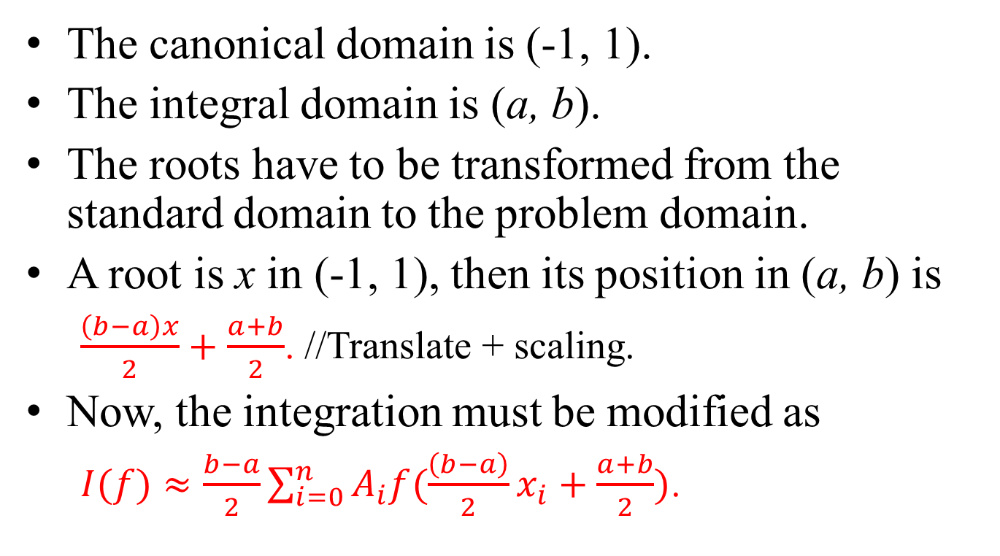 • The canonical domain is (-1, 1).
• The integral domain is (a, b).
• The roots have to be transformed from the
standard domain to the problem domain.
• A root is x in (-1, 1), then its position in (a, b) is
\frac{(b-a)x}{2} + \frac{a+b}{2}. //Translate + scaling.
• Now, the integration must be modified as
I(f) ≈ \frac{b-a}{2} \sum_{i=0}^{n} A_i f(\frac{(b-a)}{2} x_i + \frac{a+b}{2}).